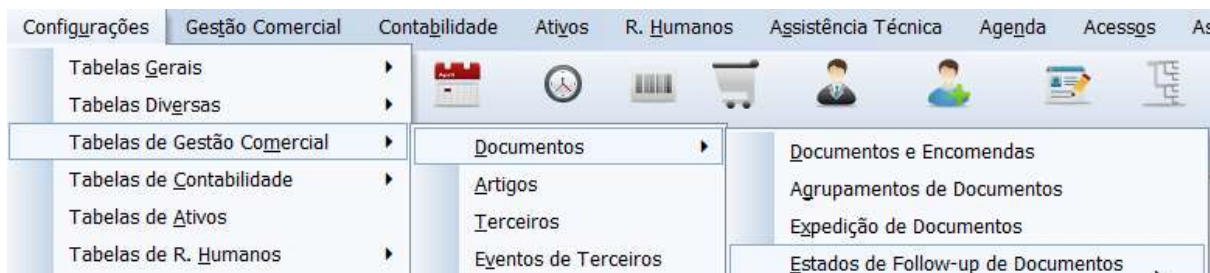 Configurações Gestão Comercial Contabilidade Ativos R. Humanos Assistência Técnica Agenda Acessos
Tabelas Gerais
Tabelas Diversas
Tabelas de Gestão Comercial
Tabelas de Contabilidade
Tabelas de Ativos
Tabelas de R. Humanos
April
Documentos
Artigos
Terceiros
Eventos de Terceiros
Documentos e Encomendas
Agrupamentos de Documentos
Expedição de Documentos
Estados de Follow-up de Documentos